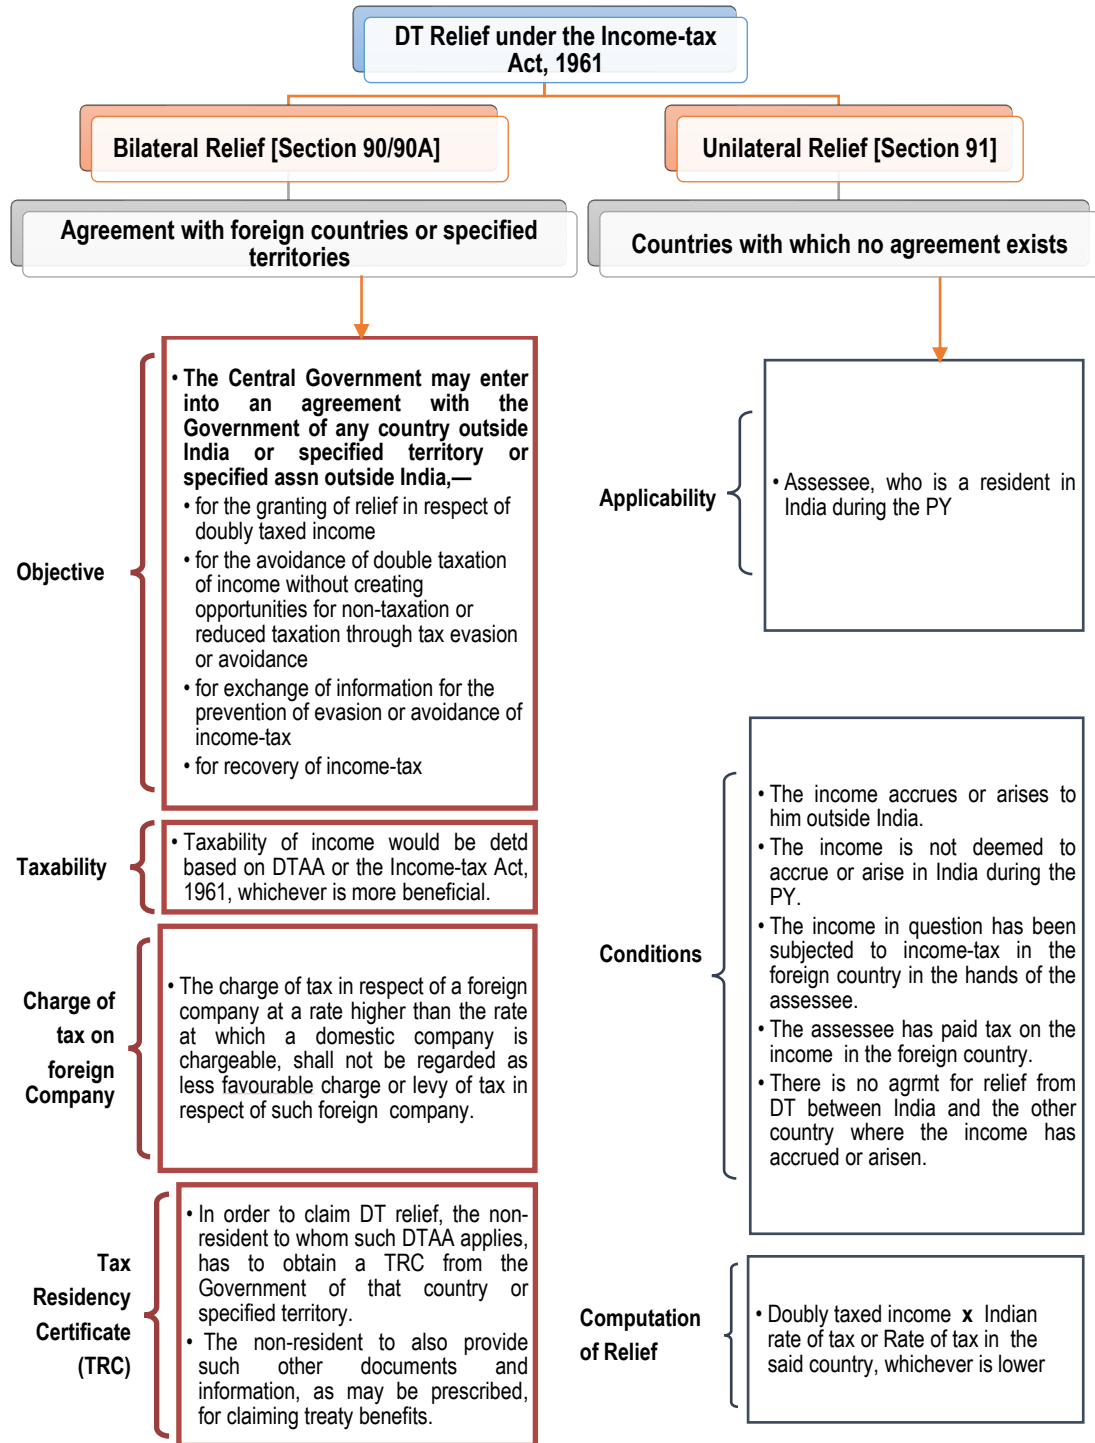 DT Relief under the Income-tax
Act, 1961
Bilateral Relief [Section 90/90A]
Agreement with foreign countries or specified
territories
Objective
• The Central Government may enter
into an agreement with the
Government of any country outside
India or specified territory or
specified assn outside India,—
• for the granting of relief in respect of
doubly taxed income
• for the avoidance of double taxation
of income without creating
opportunities for non-taxation or
reduced taxation through tax evasion
or avoidance
• for exchange of information for the
prevention of evasion or avoidance of
income-tax
• for recovery of income-tax
Taxability
• Taxability of income would be detd
based on DTAA or the Income-tax Act,
1961, whichever is more beneficial.
Charge of
tax on
foreign
Company
• The charge of tax in respect of a foreign
company at a rate higher than the rate
at which a domestic company is
chargeable, shall not be regarded as
less favourable charge or levy of tax in
respect of such foreign company.
Tax
Residency
Certificate
(TRC)
• In order to claim DT relief, the non-
resident to whom such DTAA applies,
has to obtain a TRC from the
Government of that country or
specified territory.
• The non-resident to also provide
such other documents and
information, as may be prescribed,
for claiming treaty benefits.
Unilateral Relief [Section 91]
Countries with which no agreement exists
Applicability
• Assessee, who is a resident in
India during the PY
Conditions
• The income accrues or arises to
him outside India.
• The income is not deemed to
accrue or arise in India during the
PY.
• The income in question has been
subjected to income-tax in the
foreign country in the hands of the
assessee.
• The assessee has paid tax on the
income in the foreign country.
• There is no agrmt for relief from
DT between India and the other
country where the income has
accrued or arisen.
Computation
of Relief
• Doubly taxed income x Indian
rate of tax or Rate of tax in the
said country, whichever is lower